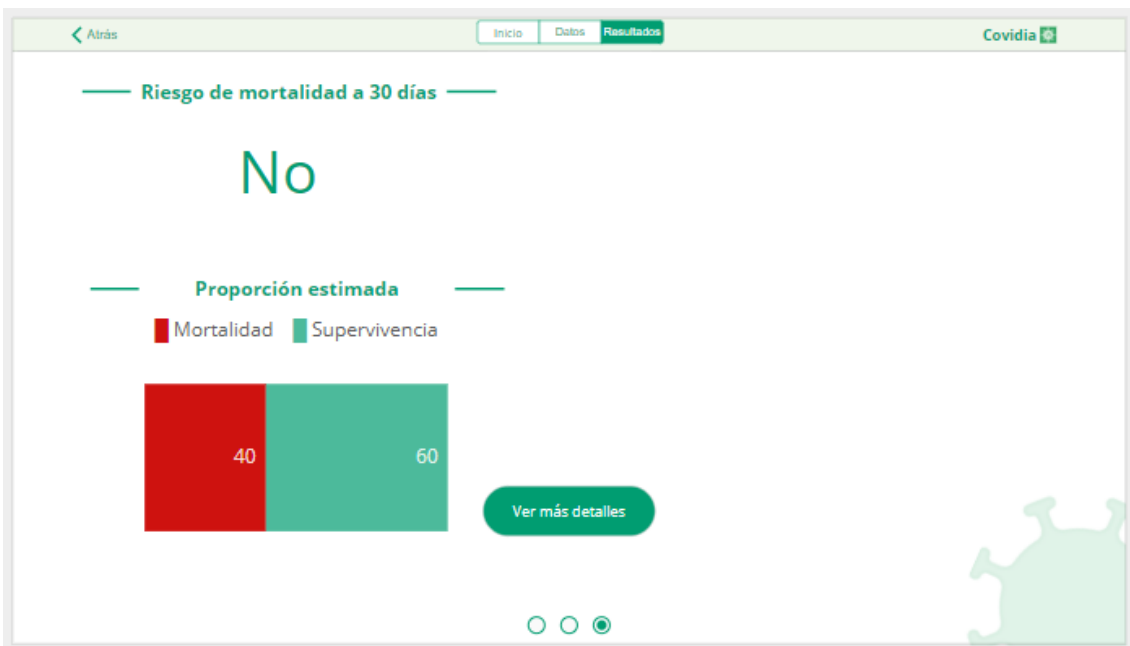 Atrás
Inicio Datos Resultados
Covidia
Riesgo de mortalidad a 30 días
No
Proporción estimada
Mortalidad Supervivencia
40 60
Ver más detalles